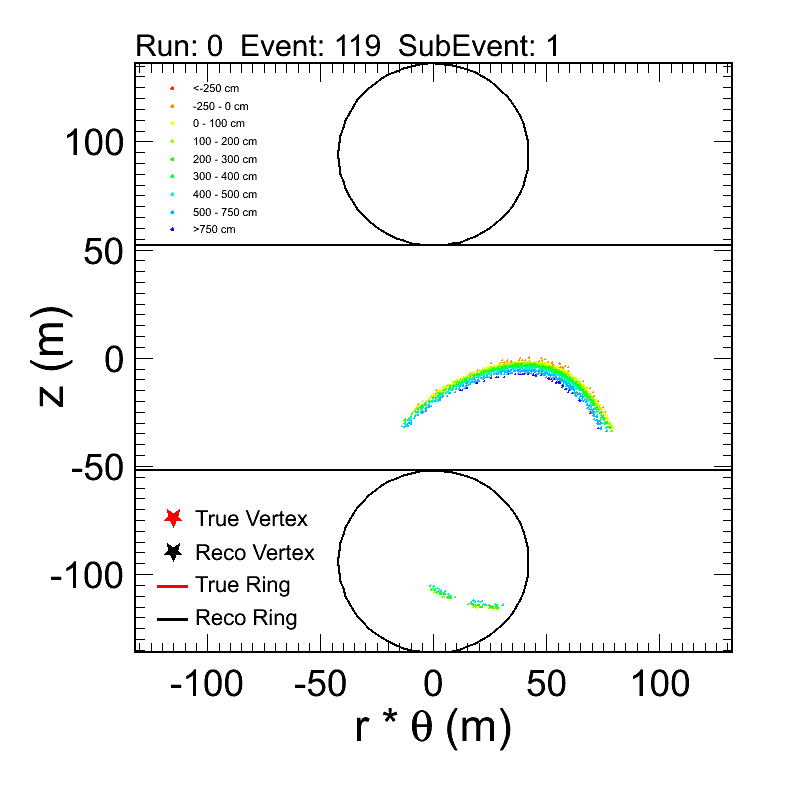 Run: 0 Event: 119 SubEvent: 1
<-250 cm
-250 - 0 cm
0 - 100 cm
100 - 200 cm
200 - 300 cm
300 - 400 cm
400 - 500 cm
500 - 750 cm
>750 cm
100
50
0
-50
-100
z (m)
True Vertex
Reco Vertex
True Ring
Reco Ring
-100 -50 0 50 100
r * θ (m)